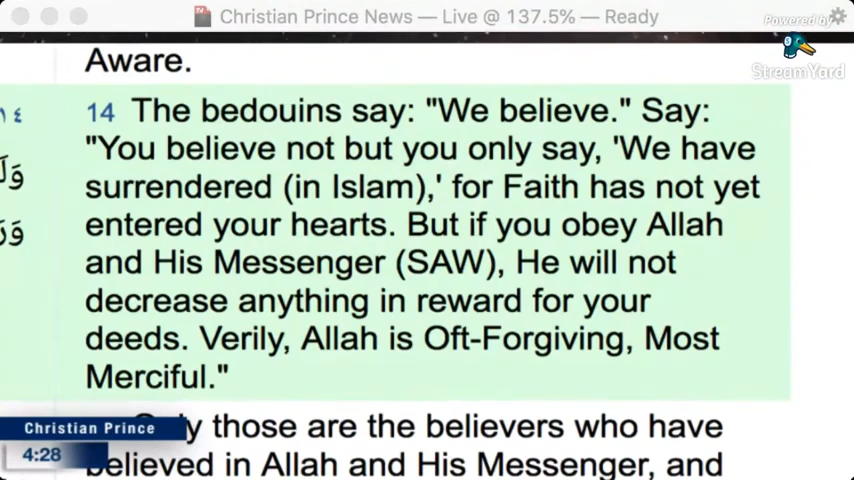 Christian Prince News — Live @ 137.5% — Ready
Powered by
StreamYard
Aware.
14 The bedouins say: "We believe." Say:
"You believe not but you only say, 'We have
surrendered (in Islam),' for Faith has not yet
entered your hearts. But if you obey Allah
and His Messenger (SAW), He will not
decrease anything in reward for your
deeds. Verily, Allah is Oft-Forgiving, Most
Merciful."
١٤
those are the believers who have
believed in Allah and His Messenger, and
Christian Prince
4:28